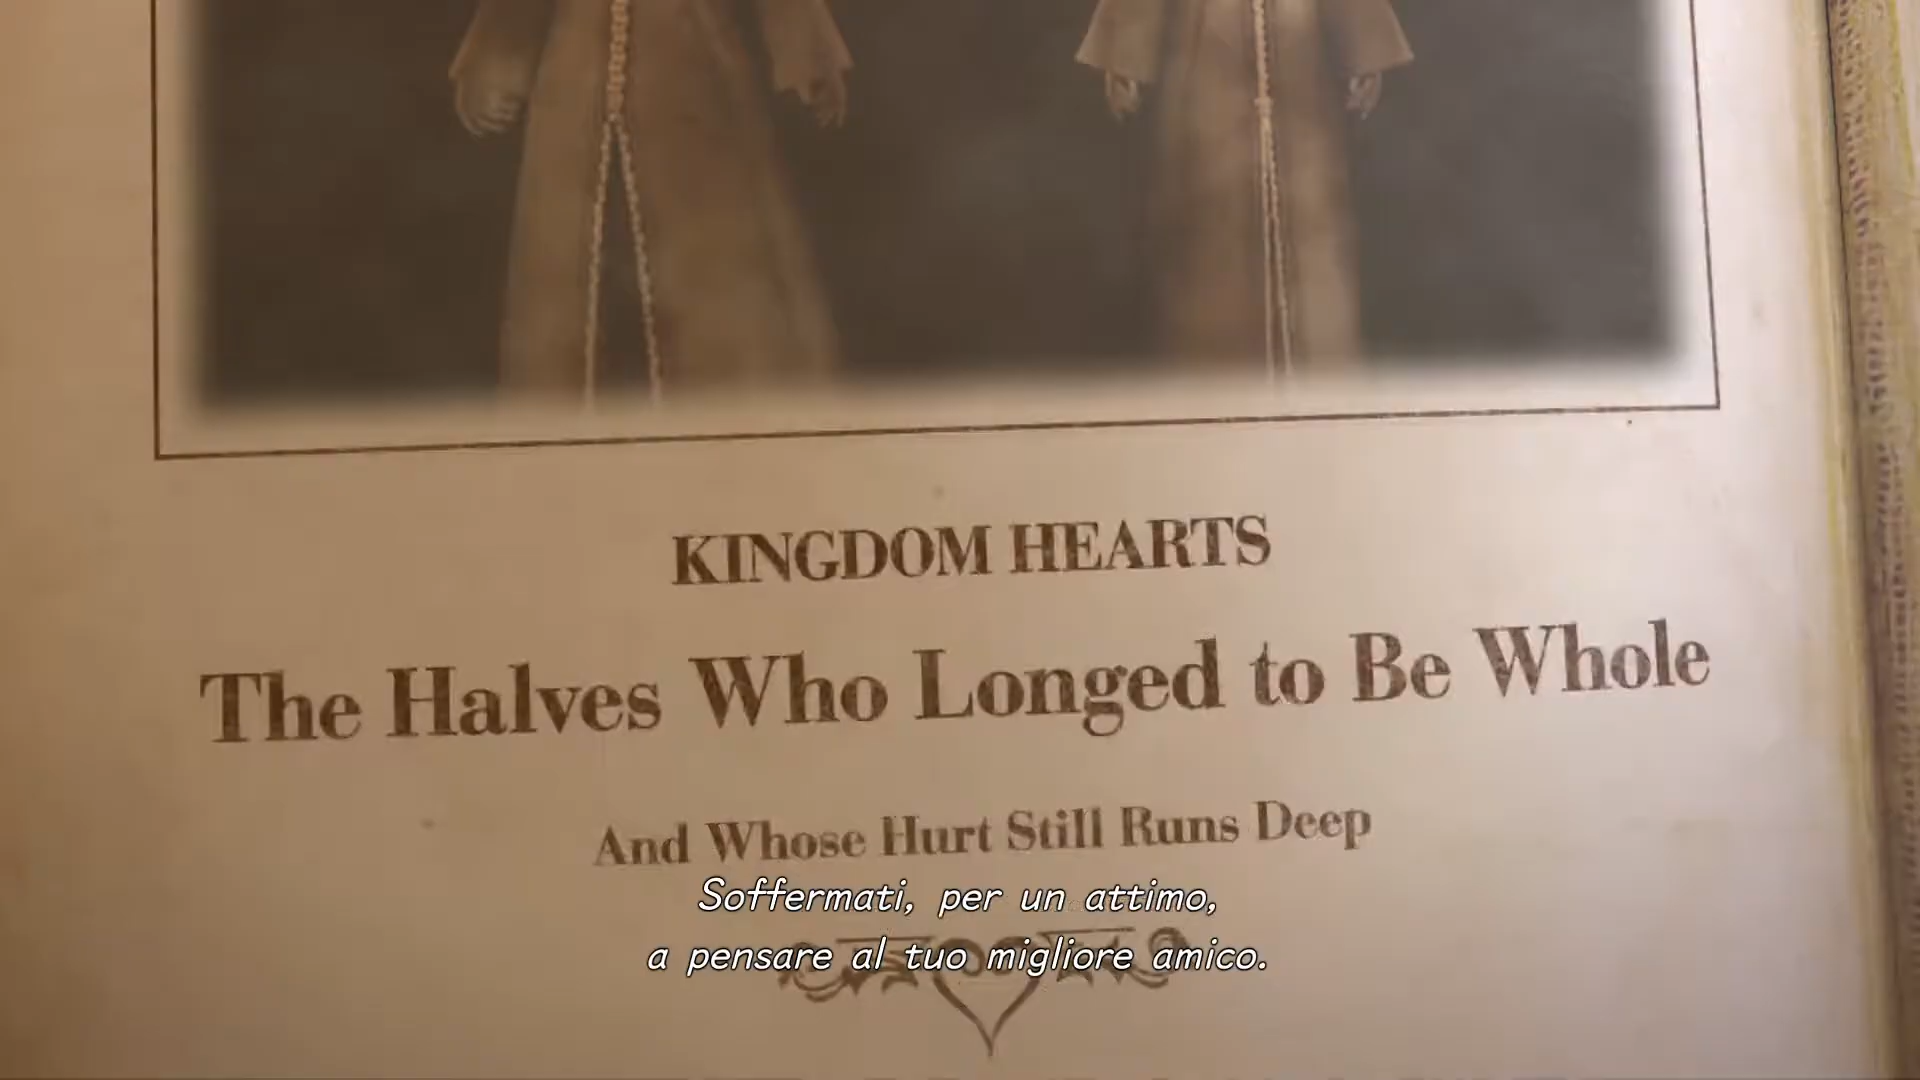 KINGDOM HEARTS
The Halves Who Longed to Be Whole
And Whose Hurt Still Runs Deep
Soffermati, per un attimo,
a pensare al tuo migliore amico.